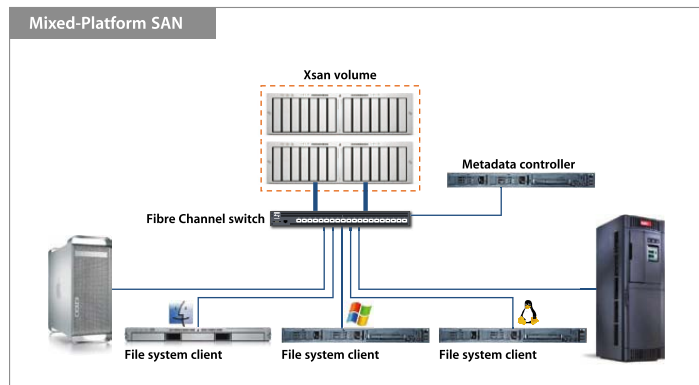 Mixed-Platform SAN
Xsan volume
Metadata controller
Fibre Channel switch
File system client
File system client
File system client